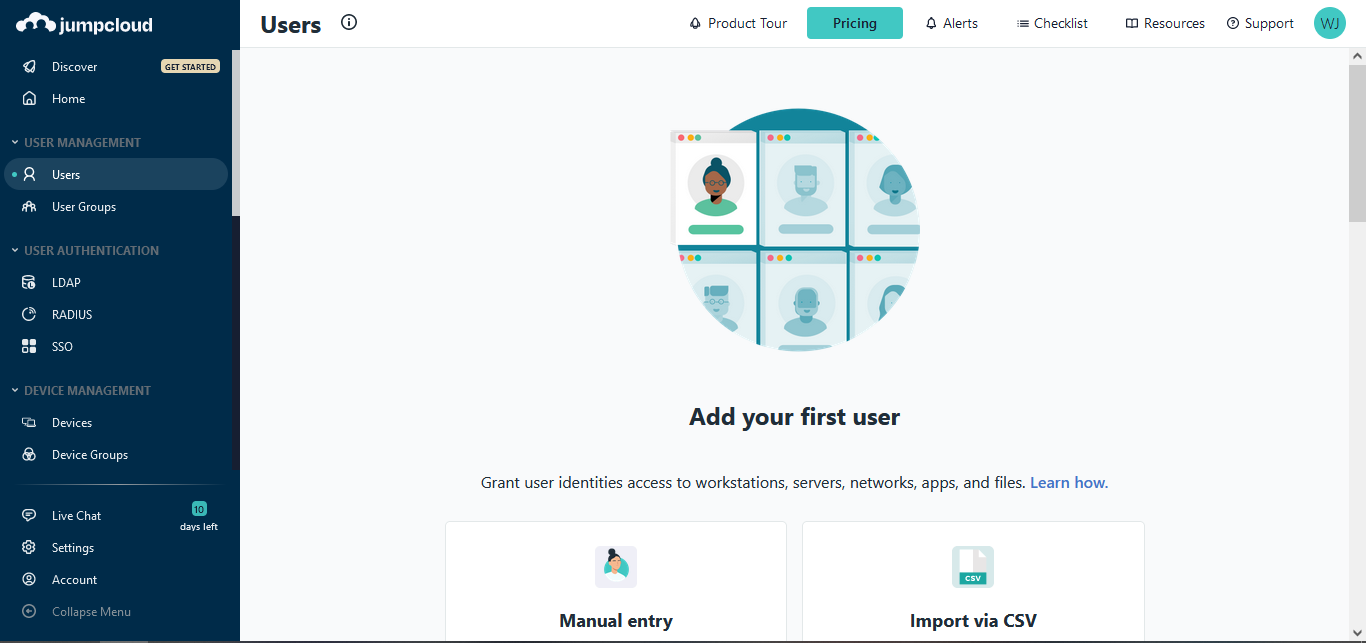 jumpcloud
Users
Product Tour
Pricing
Alerts
Checklist
Resources
Support
WJ
Discover
GET STARTED
Home
USER MANAGEMENT
Users
User Groups
USER AUTHENTICATION
LDAP
RADIUS
SSO
DEVICE MANAGEMENT
Devices
Device Groups
Live Chat
10
days left
Settings
Account
Collapse Menu
Add your first user
Grant user identities access to workstations, servers, networks, apps, and files. Learn how.
Manual entry
CSV
Import via CSV